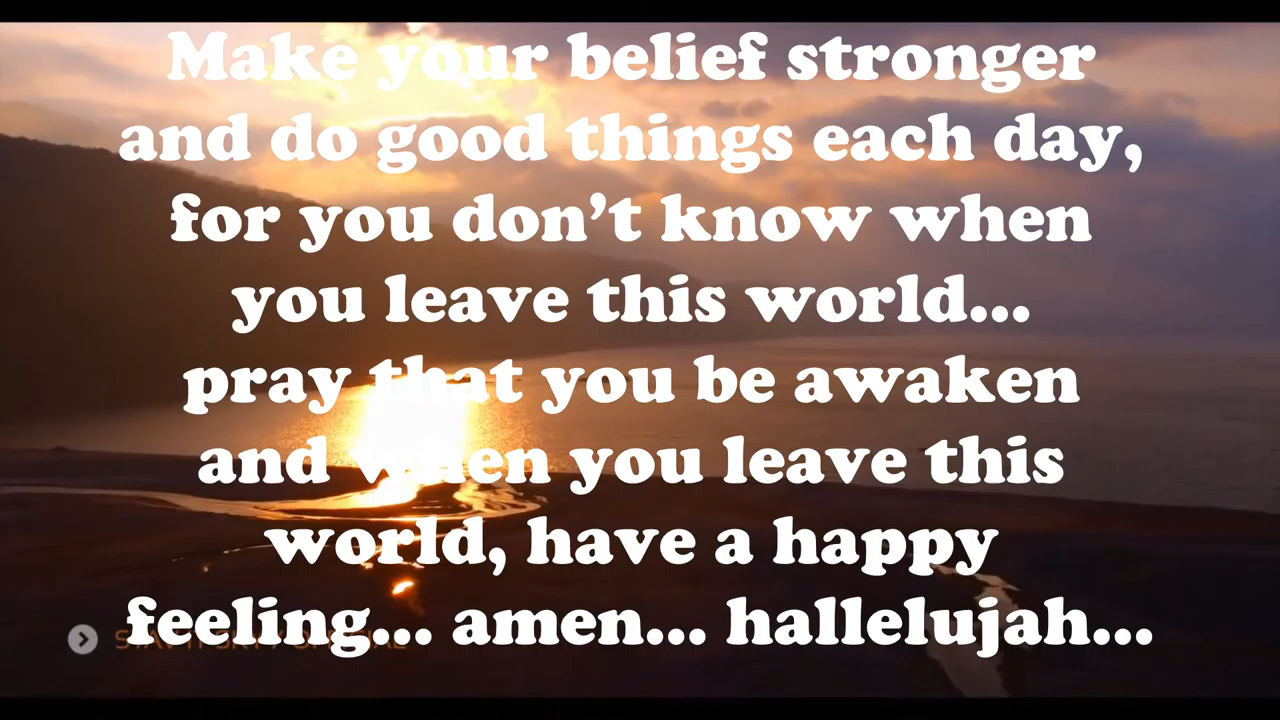 Make your belief stronger
and do good things each day,
for you don’t know when
you leave this world...
pray that you be awaken
and when you leave this
world, have a happy
feeling... amen... hallelujah...